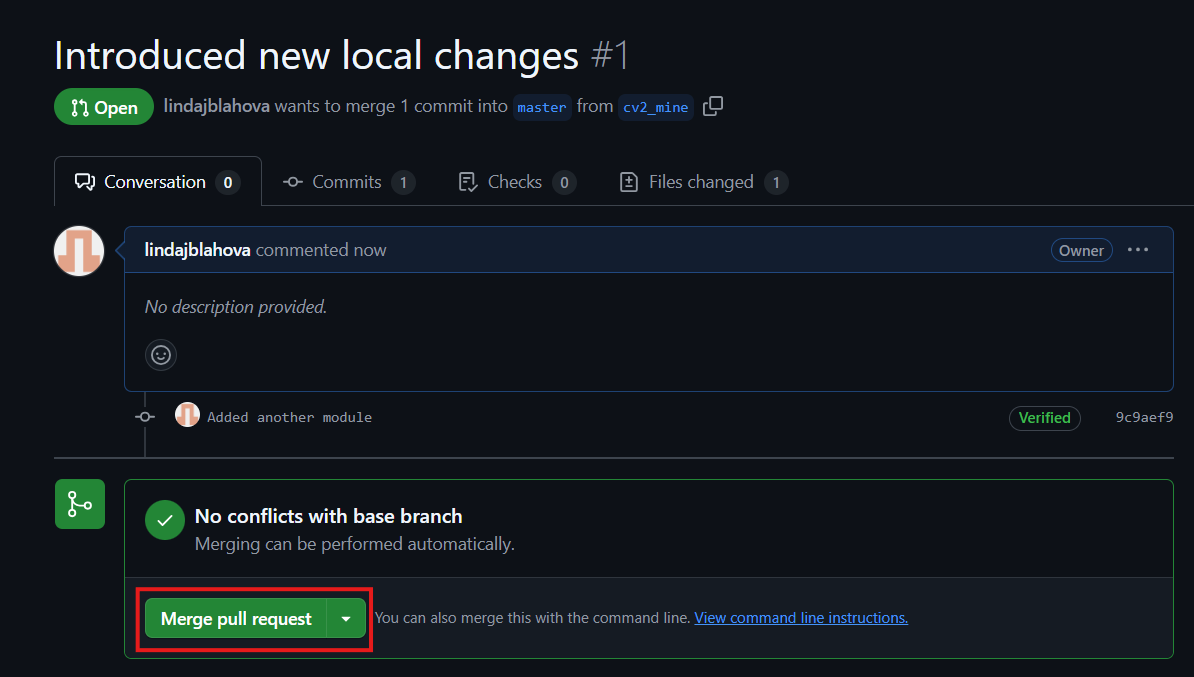 Introduced new local changes #1
Open lindajblahova wants to merge 1 commit into master from cv2_mine
Conversation 0 Commits 1 Checks 0 Files changed 1
lindajblahova commented now Owner
No description provided.
Added another module Verified 9c9aef9
No conflicts with base branch
Merging can be performed automatically.
Merge pull request You can also merge this with the command line. View command line instructions.